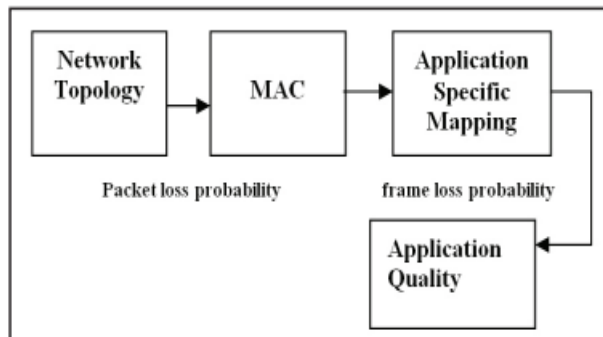 Network
Topology
MAC
Application
Specific
Mapping
Packet loss probability
frame loss probability
Application
Quality